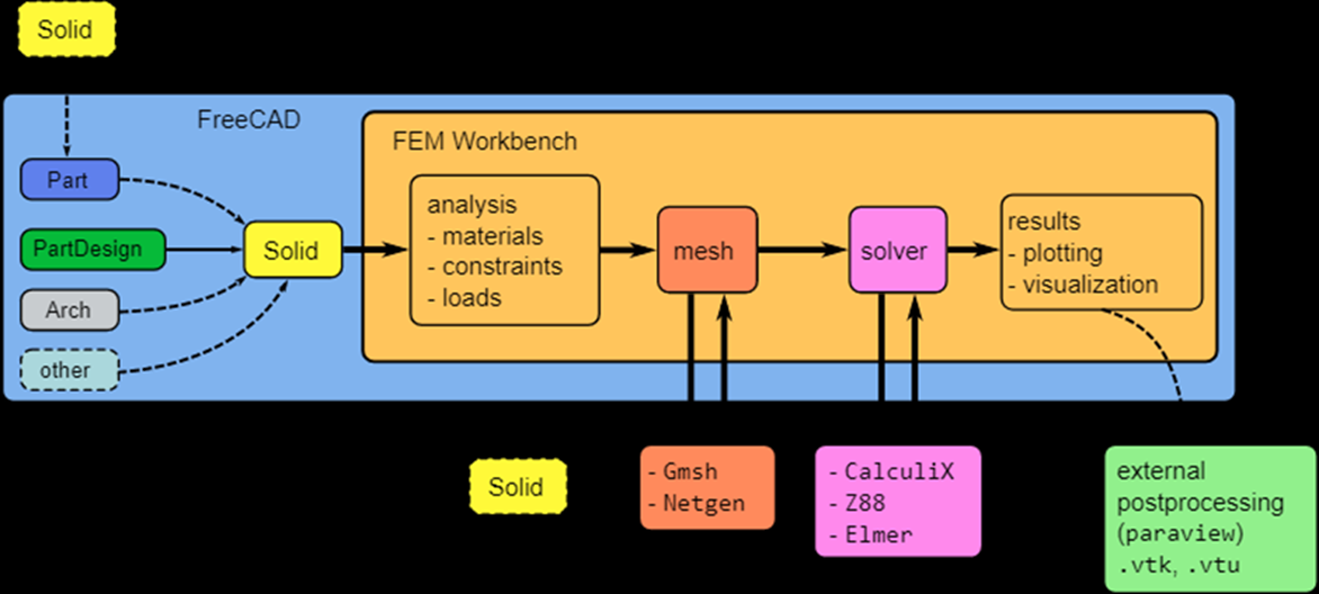 Solid
FreeCAD
FEM Workbench
Part
PartDesign
Arch
other
Solid
analysis
- materials
- constraints
- loads
mesh
solver
results
- plotting
- visualization
Solid
- Gmsh
- Netgen
- CalculiX
- Z88
- Elmer
external
postprocessing
(paraview)
.vtk, .vtu